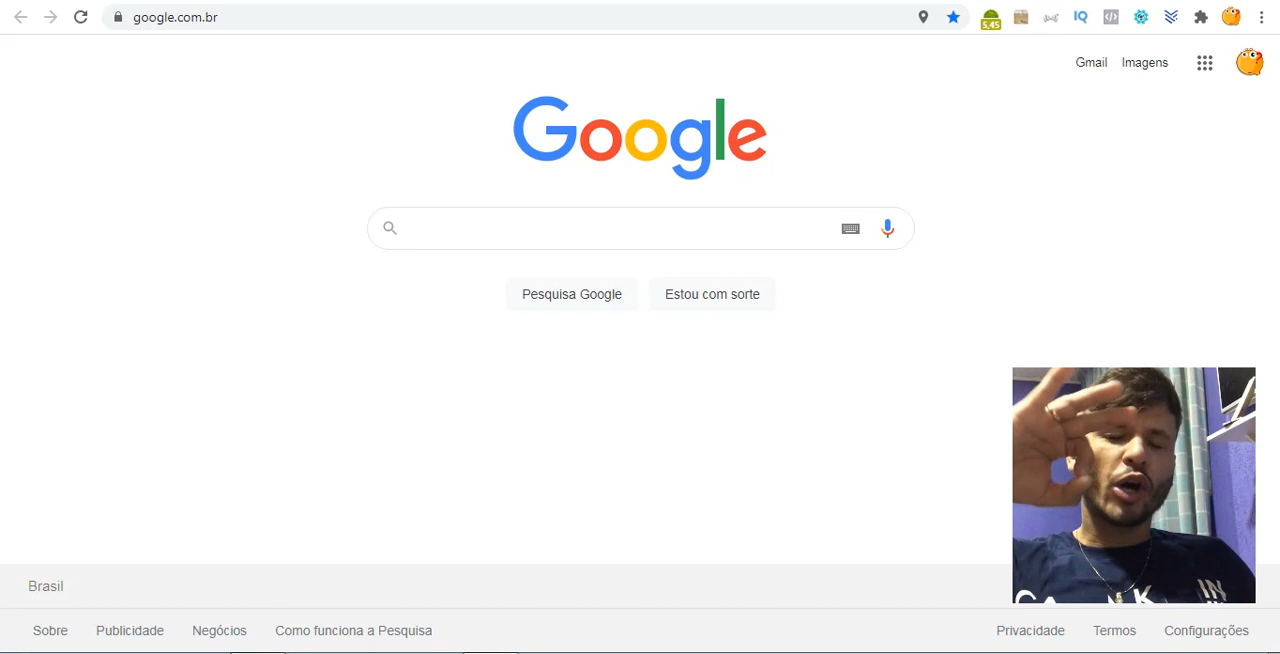 google.com.br
5,45
IQ
Gmail Imagens
Google
Pesquisa Google Estou com sorte
Brasil
IN
Sobre Publicidade Negócios Como funciona a Pesquisa Privacidade Termos Configurações